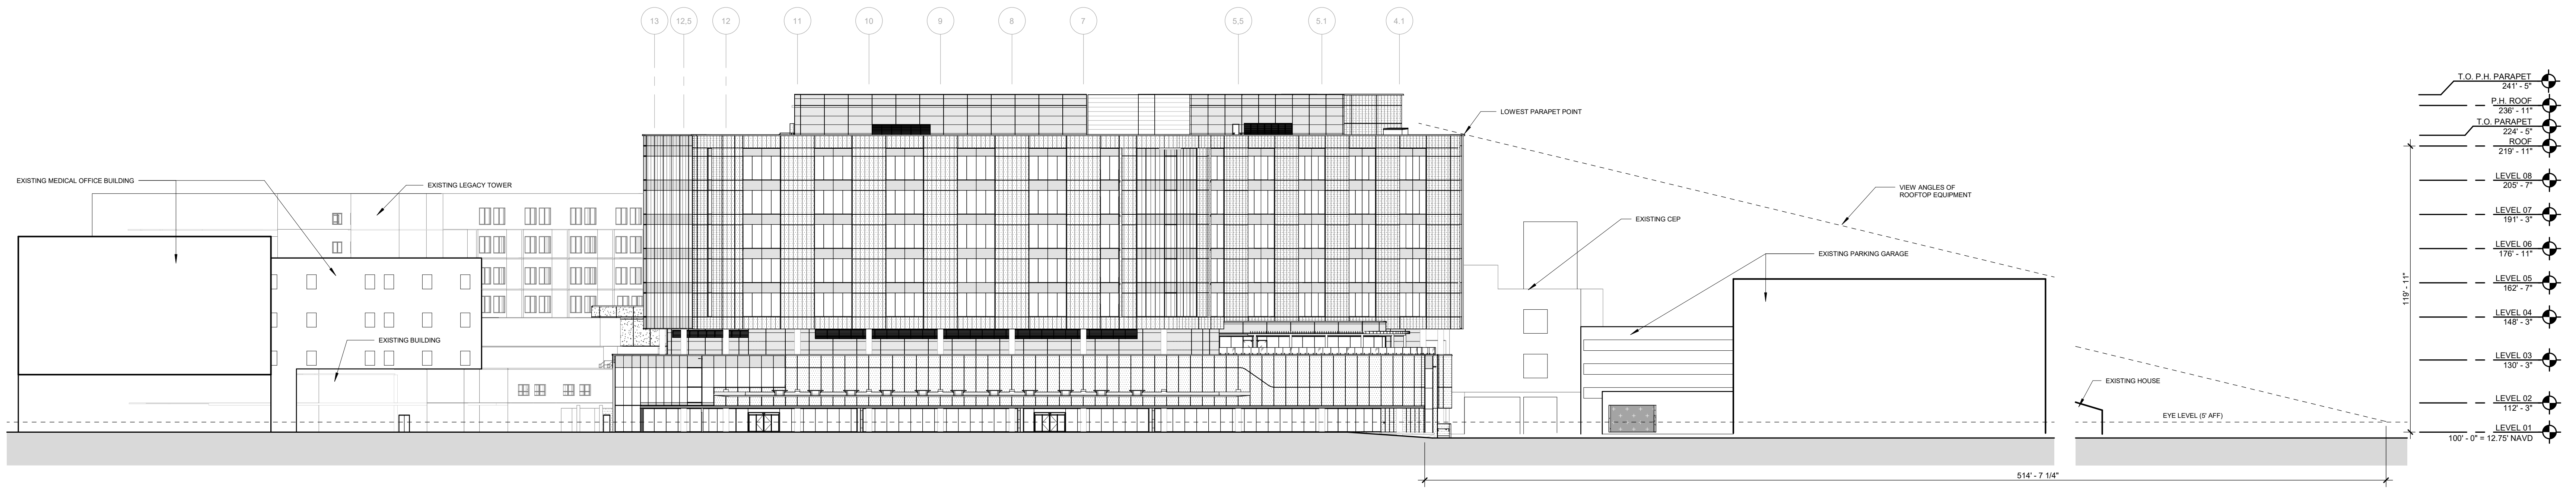 13
12,5
12
11
10
9
8
7
5,5
5.1
4.1
T.O. P.H. PARAPET
241' - 5"
P.H. ROOF
236' - 11"
LOWEST PARAPET POINT
T.O. PARAPET
224' - 5"
ROOF
219' - 11"
EXISTING MEDICAL OFFICE BUILDING
EXISTING LEGACY TOWER
VIEW ANGLES OF
ROOFTOP EQUIPMENT
LEVEL 08
205' - 7"
EXISTING CEP
LEVEL 07
191' - 3"
EXISTING PARKING GARAGE
LEVEL 06
176' - 11"
LEVEL 05
162' - 7"
119' - 11"
LEVEL 04
148' - 3"
EXISTING BUILDING
LEVEL 03
130' - 3"
EXISTING HOUSE
LEVEL 02
112' - 3"
EYE LEVEL (5' AFF)
LEVEL 01
100' - 0" = 12.75' NAVD
514' - 7 1/4"